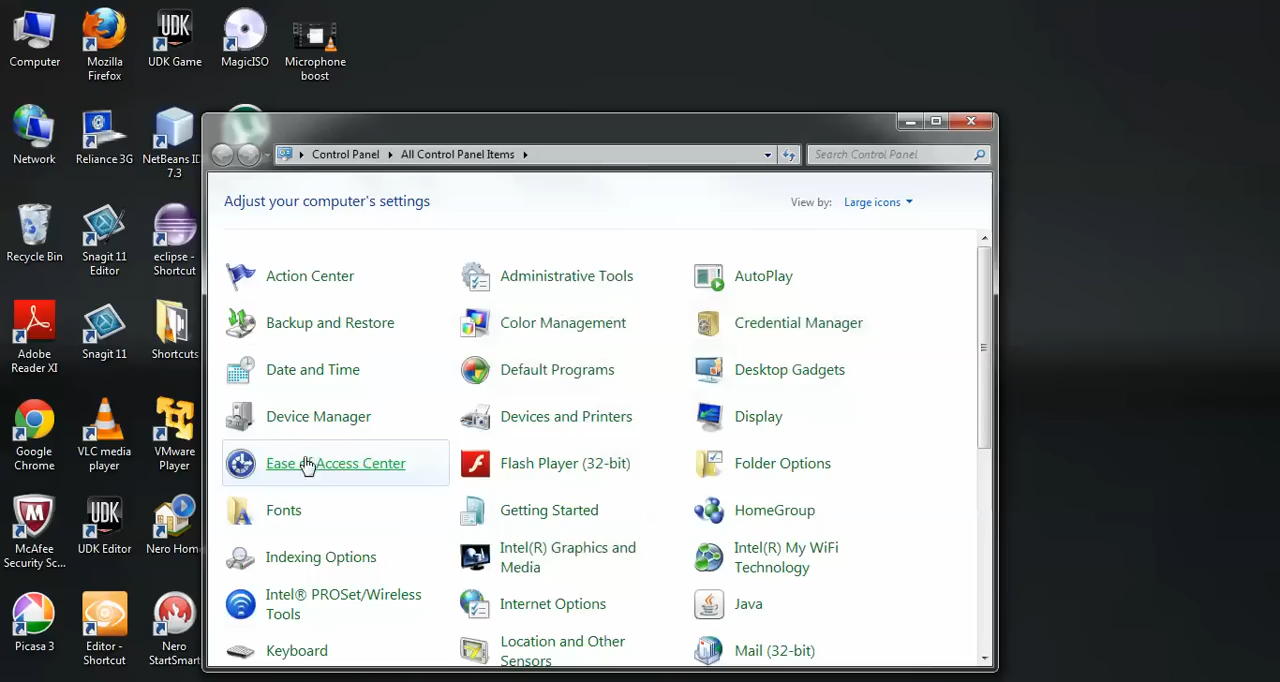 Computer
Mozilla
Firefox
UDK Game
MagicISO
Microphone
boost
Network
Reliance 3G
NetBeans ID
7.3
Recycle Bin
Snagit 11
Editor
eclipse -
Shortcut
Adobe
Reader XI
Snagit 11
Shortcuts
Google
Chrome
VLC media
player
VMware
Player
McAfee
Security Sc...
UDK Editor
Nero Hom
Picasa 3
Editor -
Shortcut
Nero
StartSmart
Control Panel
All Control Panel Items
Search Control Panel
Adjust your computer's settings
View by: Large icons
Action Center
Administrative Tools
AutoPlay
Backup and Restore
Color Management
Credential Manager
Date and Time
Default Programs
Desktop Gadgets
Device Manager
Devices and Printers
Display
Ease of Access Center
Flash Player (32-bit)
Folder Options
Fonts
Getting Started
HomeGroup
Indexing Options
Intel(R) Graphics and
Media
Intel(R) My WiFi
Technology
Intel® PROSet/Wireless
Tools
Internet Options
Java
Keyboard
Location and Other
Sensors
Mail (32-bit)
UDK
UDK